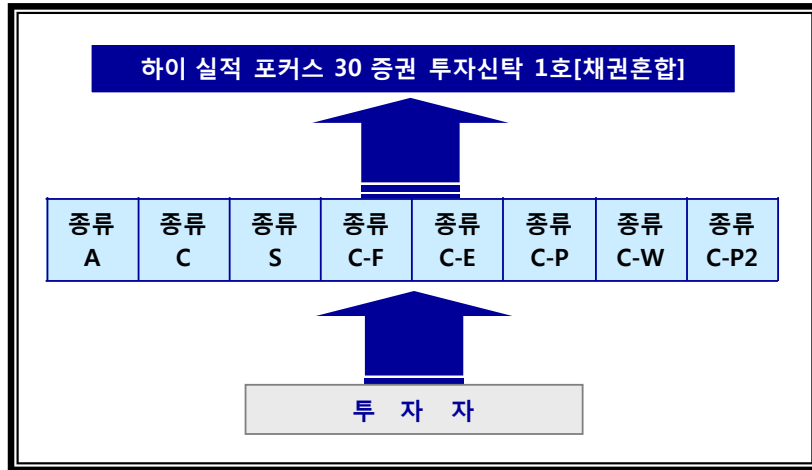 하이 실적 포커스 30 증권 투자신탁 1호[채권혼합]
종류 종류 종류 종류 종류 종류 종류 종류
A C S C-F C-E C-P C-W C-P2
투 자 자